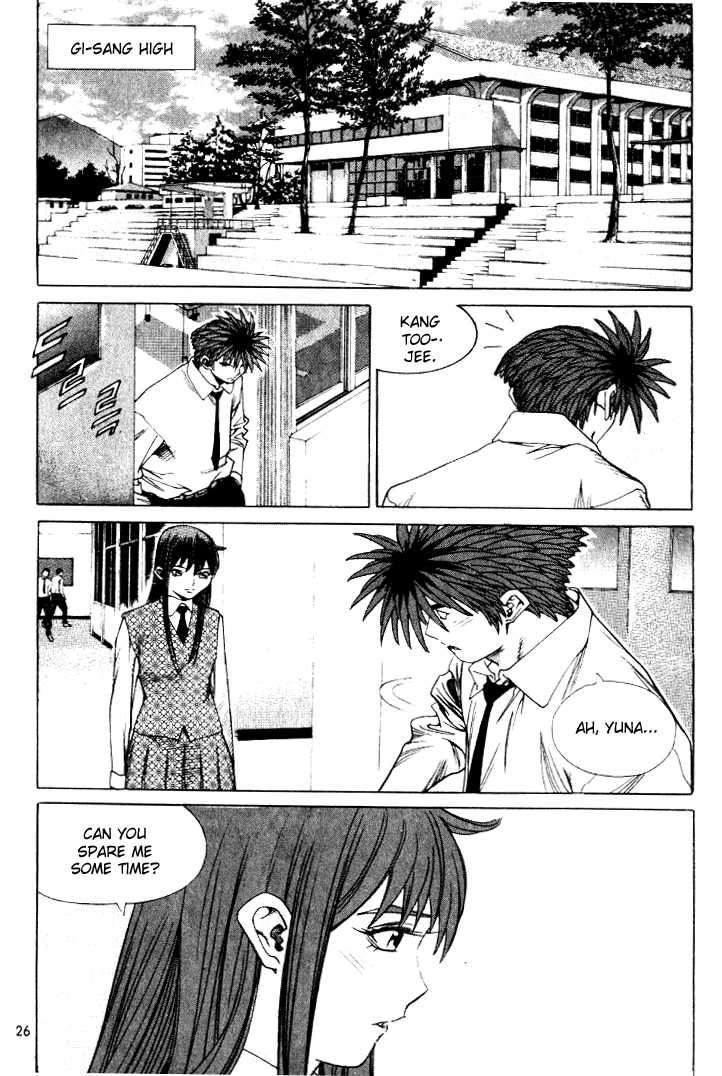 GI-SANG HIGH
KANG
TOO-
JEE.
AH, YUNA...
CAN YOU
SPARE ME
SOME TIME?
26